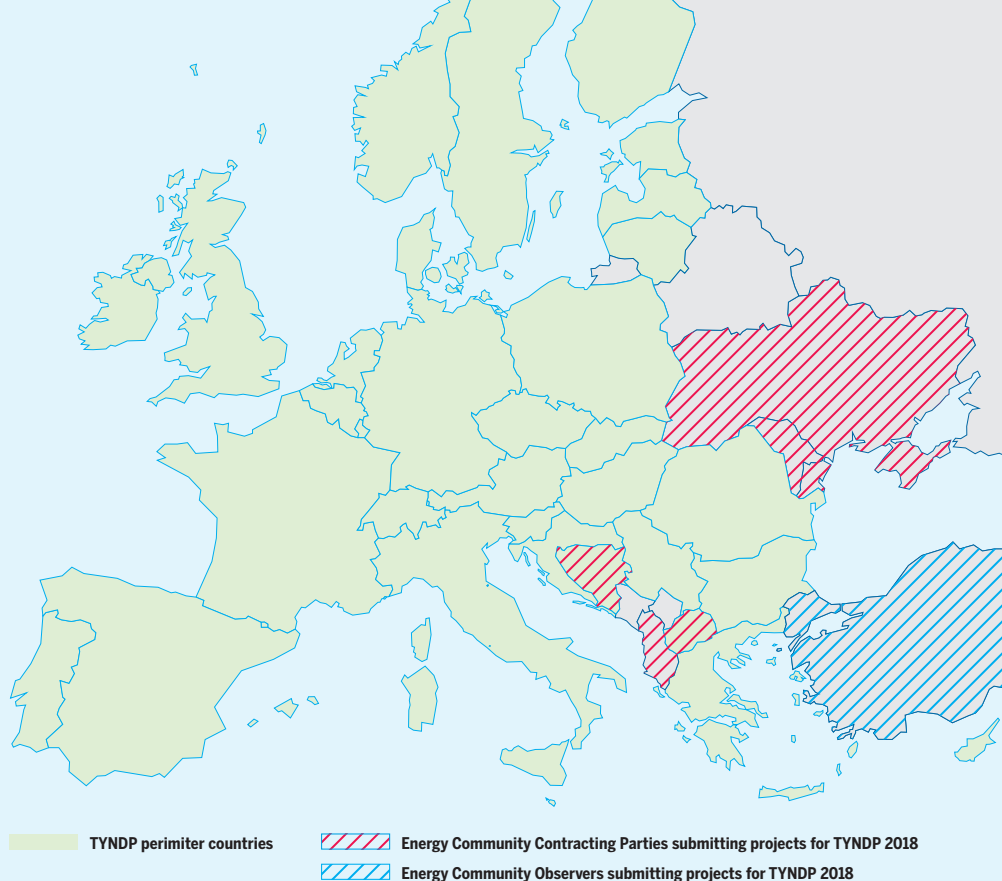 TYNDP perimiter countries
Energy Community Contracting Parties submitting projects for TYNDP 2018
Energy Community Observers submitting projects for TYNDP 2018